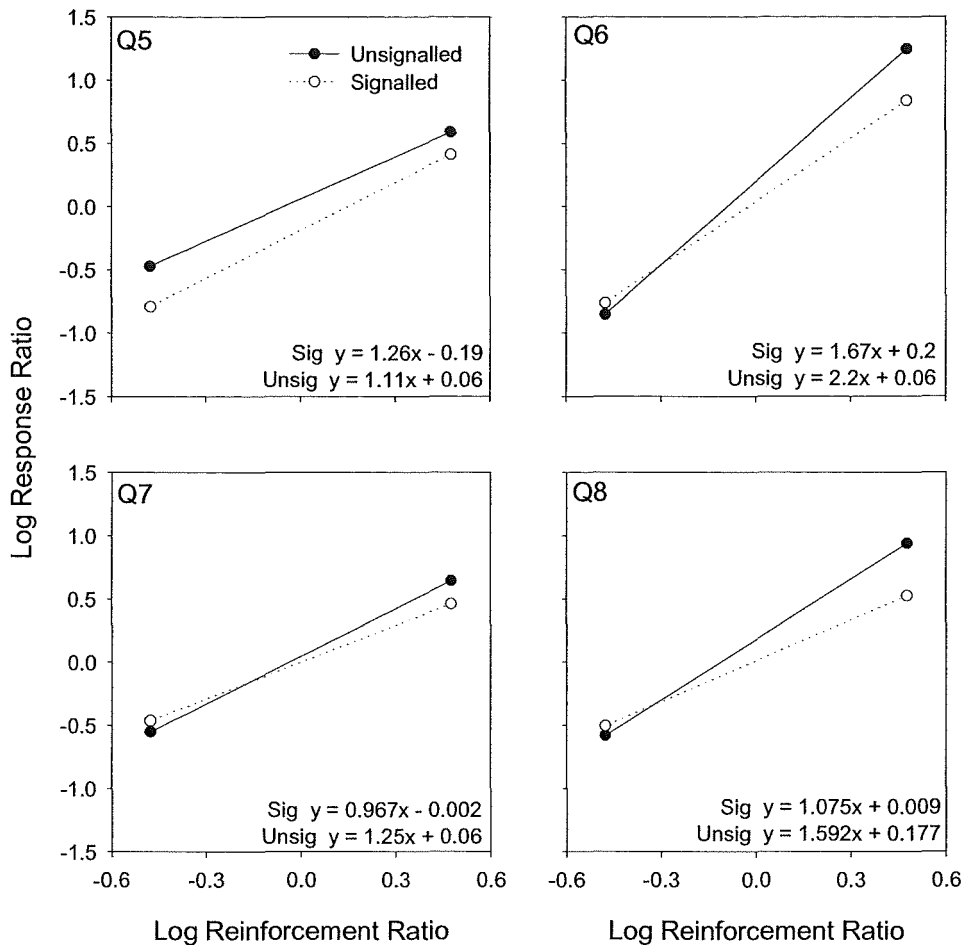 Q5
Unsignalled
Signalled
Sig y = 1.26x - 0.19
Unsig y = 1.11x + 0.06
Q6
Sig y = 1.67x + 0.2
Unsig y = 2.2x + 0.06
Q7
Sig y = 0.967x - 0.002
Unsig y = 1.25x + 0.06
Q8
Sig y = 1.075x + 0.009
Unsig y = 1.592x + 0.177
Log Response Ratio
1.5
1.0
0.5
0.0
-0.5
-1.0
-1.5
1.5
1.0
0.5
0.0
-0.5
-1.0
-1.5
-0.6 -0.3 0.0 0.3 0.6
-0.6 -0.3 0.0 0.3 0.6
Log Reinforcement Ratio
Log Reinforcement Ratio